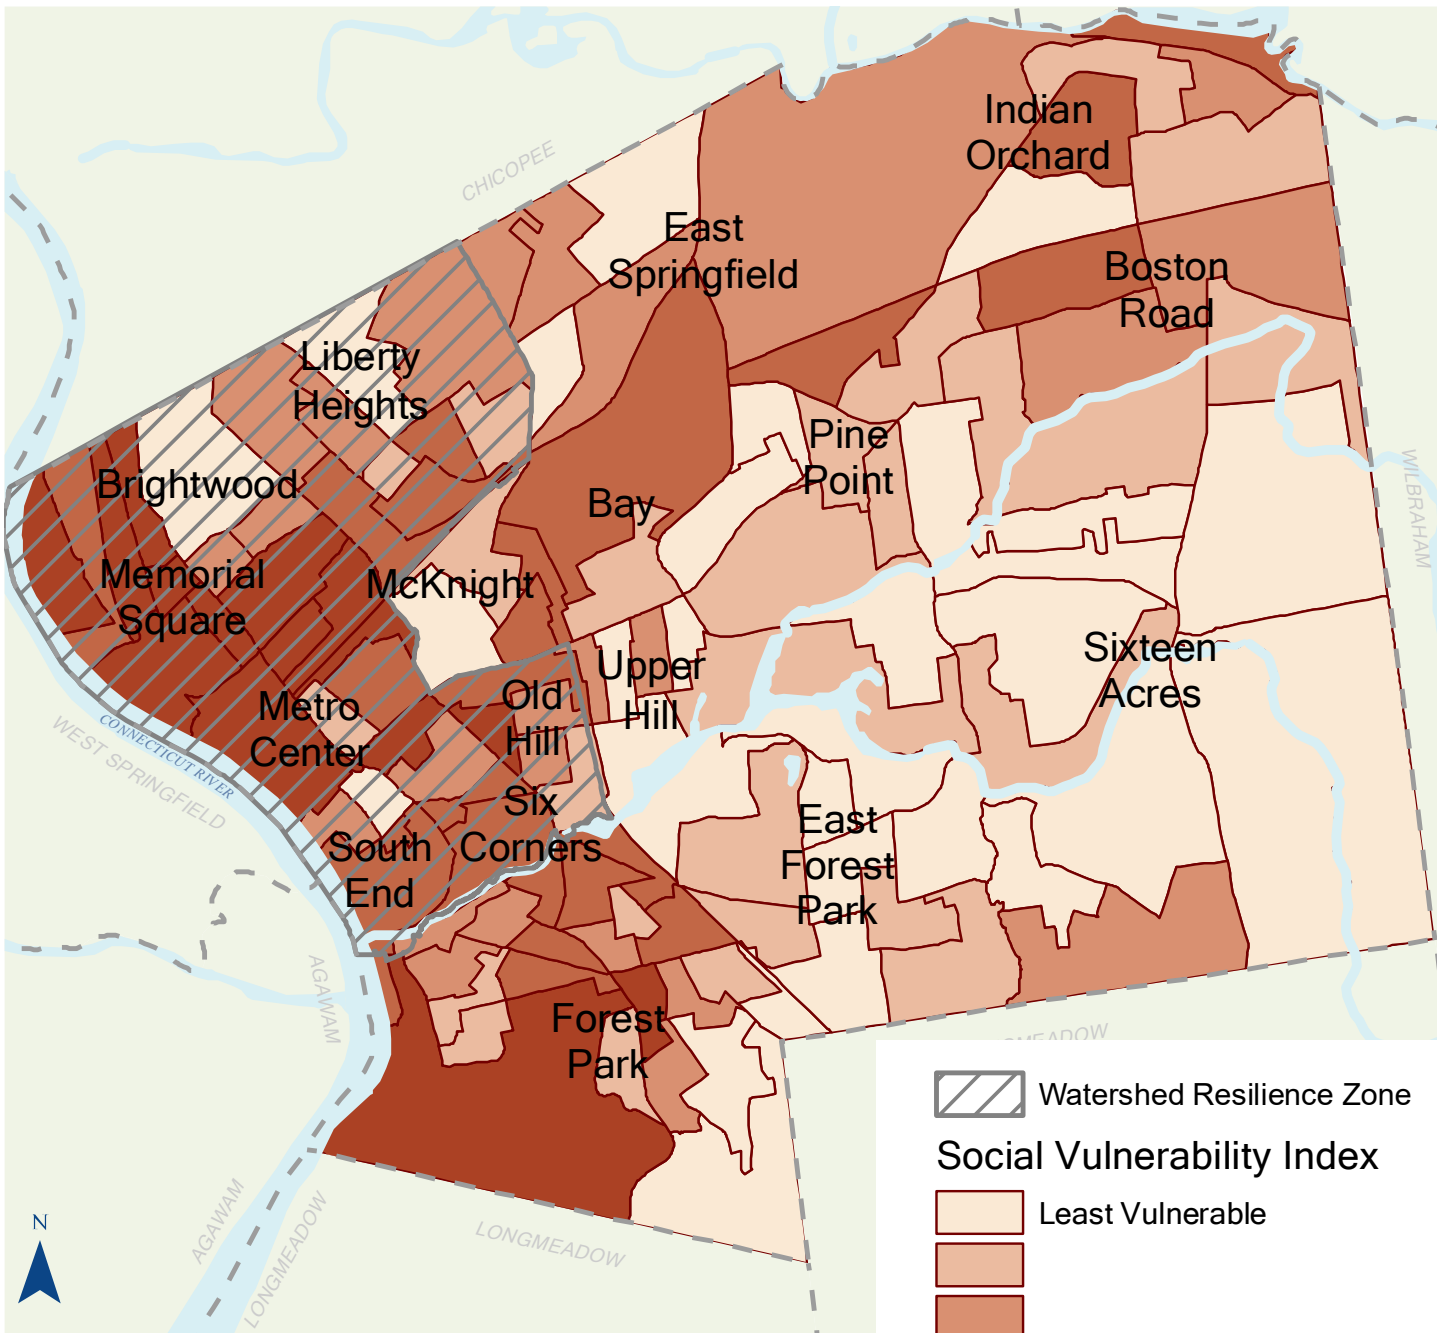 CHICOPEE
Indian
Orchard
East
Springfield
Boston
Road
Liberty
Heights
Pine
Point
Brightwood
Bay
WILBRAHAM
Memorial
Square
McKnight
Upper
Hill
Sixteen
Acres
Old
Hill
Metro
Center
CONNECTICUT RIVER
WEST SPRINGFIELD
Six
Corners
South
End
East
Forest
Park
AGAWAM
Forest
Park
MEADOW
Watershed Resilience Zone
Social Vulnerability Index
Least Vulnerable
N
AGAWAM
LONGMEADOW
LONGMEADOW